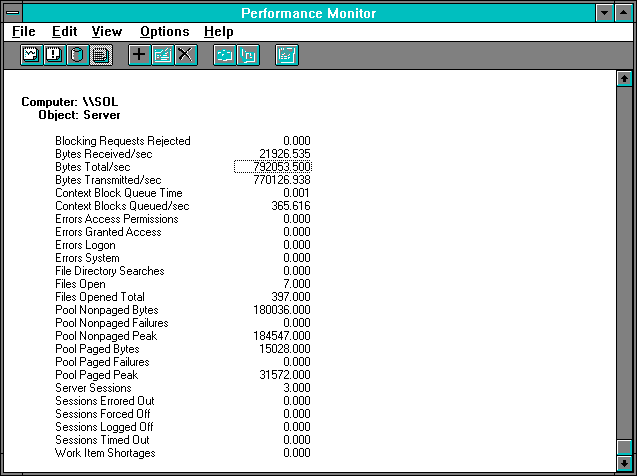 Performance Monitor
File Edit View Options Help
Computer: \\SOL
Object: Server
Blocking Requests Rejected 0.000
Bytes Received/sec 21926.535
Bytes Total/sec 792053.500
Bytes Transmitted/sec 770126.938
Context Block Queue Time 0.001
Context Blocks Queued/sec 365.616
Errors Access Permissions 0.000
Errors Granted Access 0.000
Errors Logon 0.000
Errors System 0.000
File Directory Searches 0.000
Files Open 7.000
Files Opened Total 397.000
Pool Nonpaged Bytes 180036.000
Pool Nonpaged Failures 0.000
Pool Nonpaged Peak 184547.000
Pool Paged Bytes 15028.000
Pool Paged Failures 0.000
Pool Paged Peak 31572.000
Server Sessions 3.000
Sessions Errored Out 0.000
Sessions Forced Off 0.000
Sessions Logged Off 0.000
Sessions Timed Out 0.000
Work Item Shortages 0.000